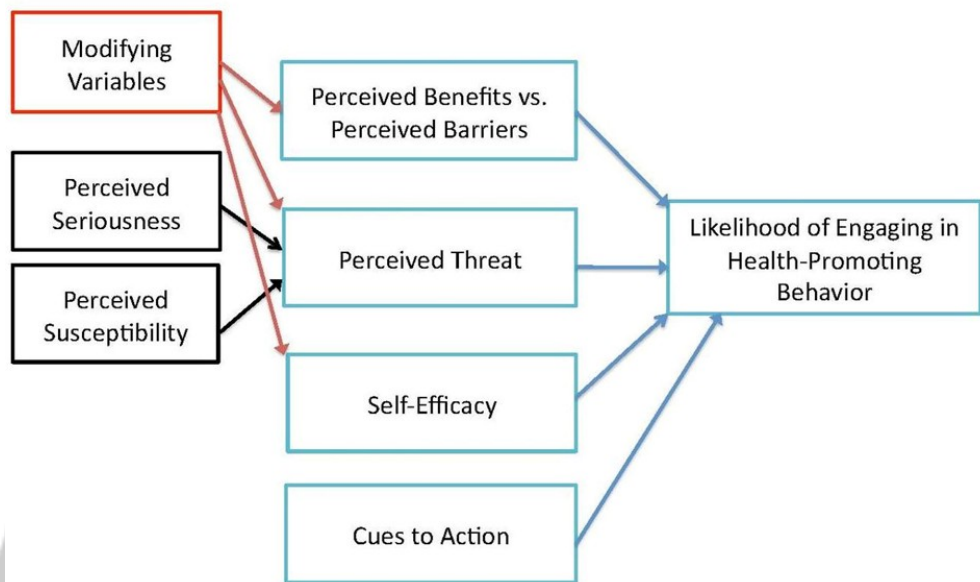 Modifying
Variables
Perceived Benefits vs.
Perceived Barriers
Perceived
Seriousness
Perceived Threat
Likelihood of Engaging in
Health-Promoting
Behavior
Perceived
Susceptibility
Self-Efficacy
Cues to Action